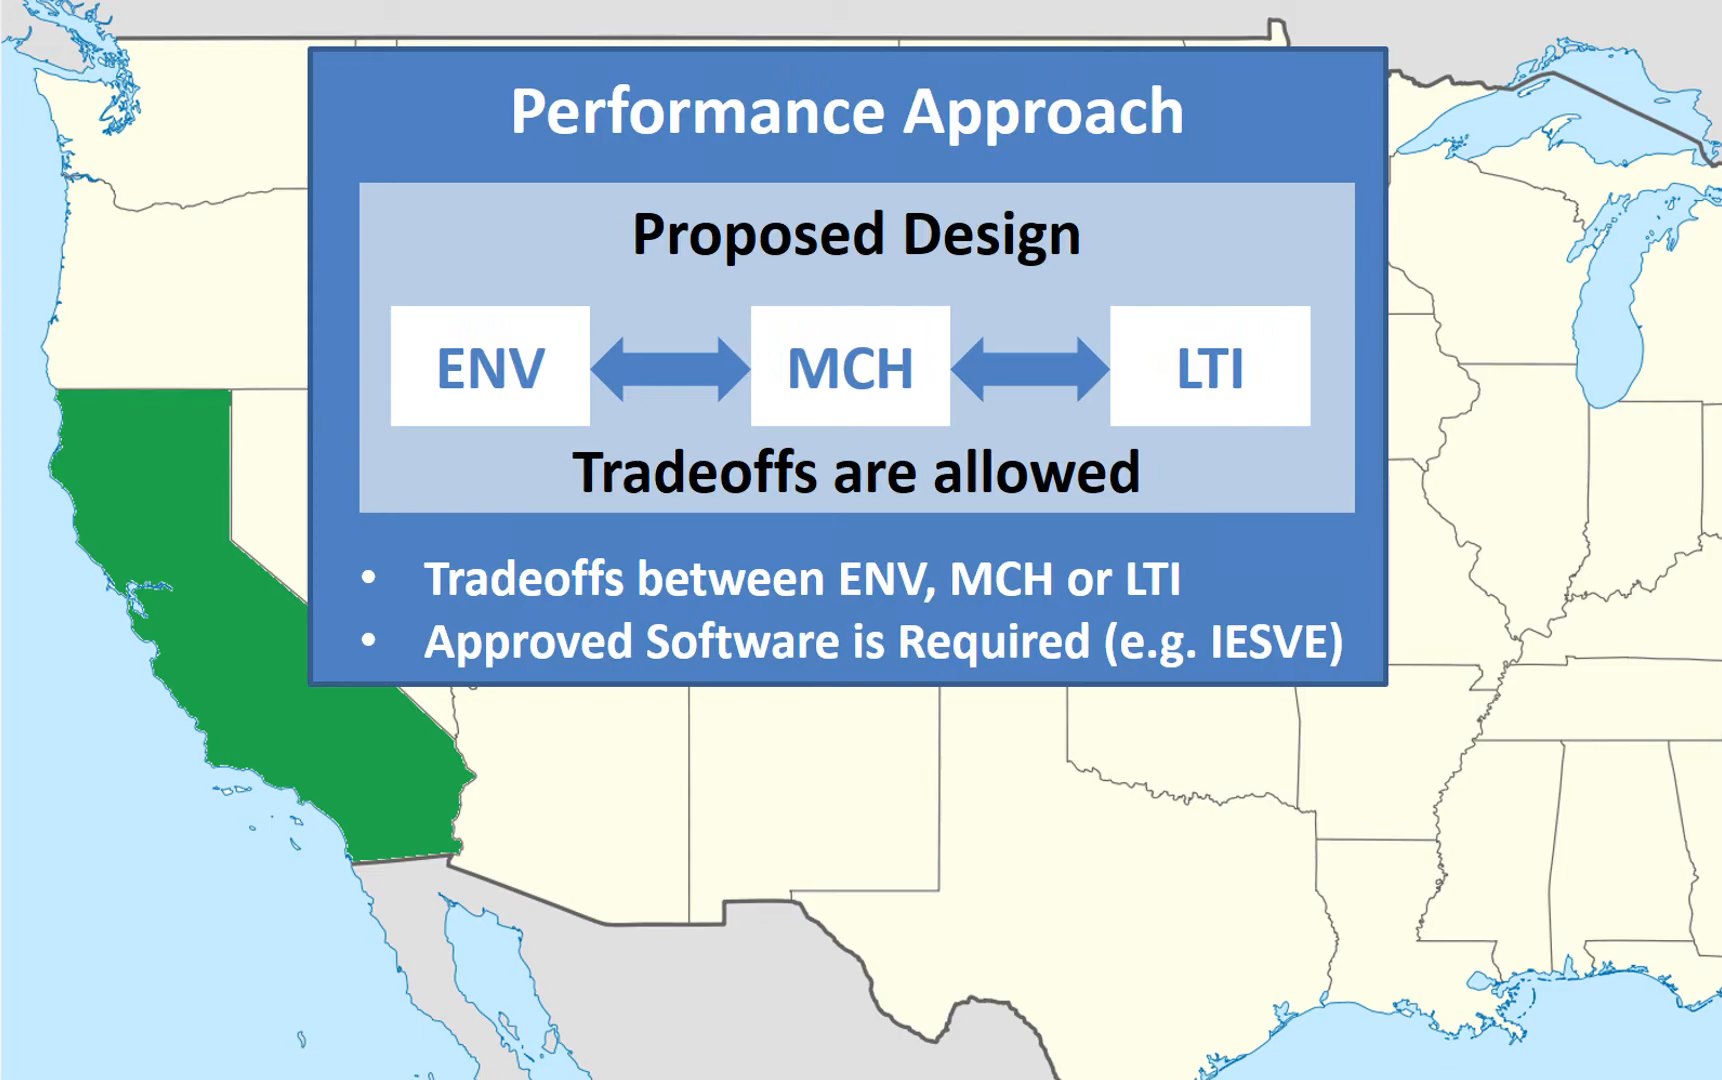 Performance Approach
Proposed Design
ENV MCH LTI
Tradeoffs are allowed
• Tradeoffs between ENV, MCH or LTI
• Approved Software is Required (e.g. IESVE)